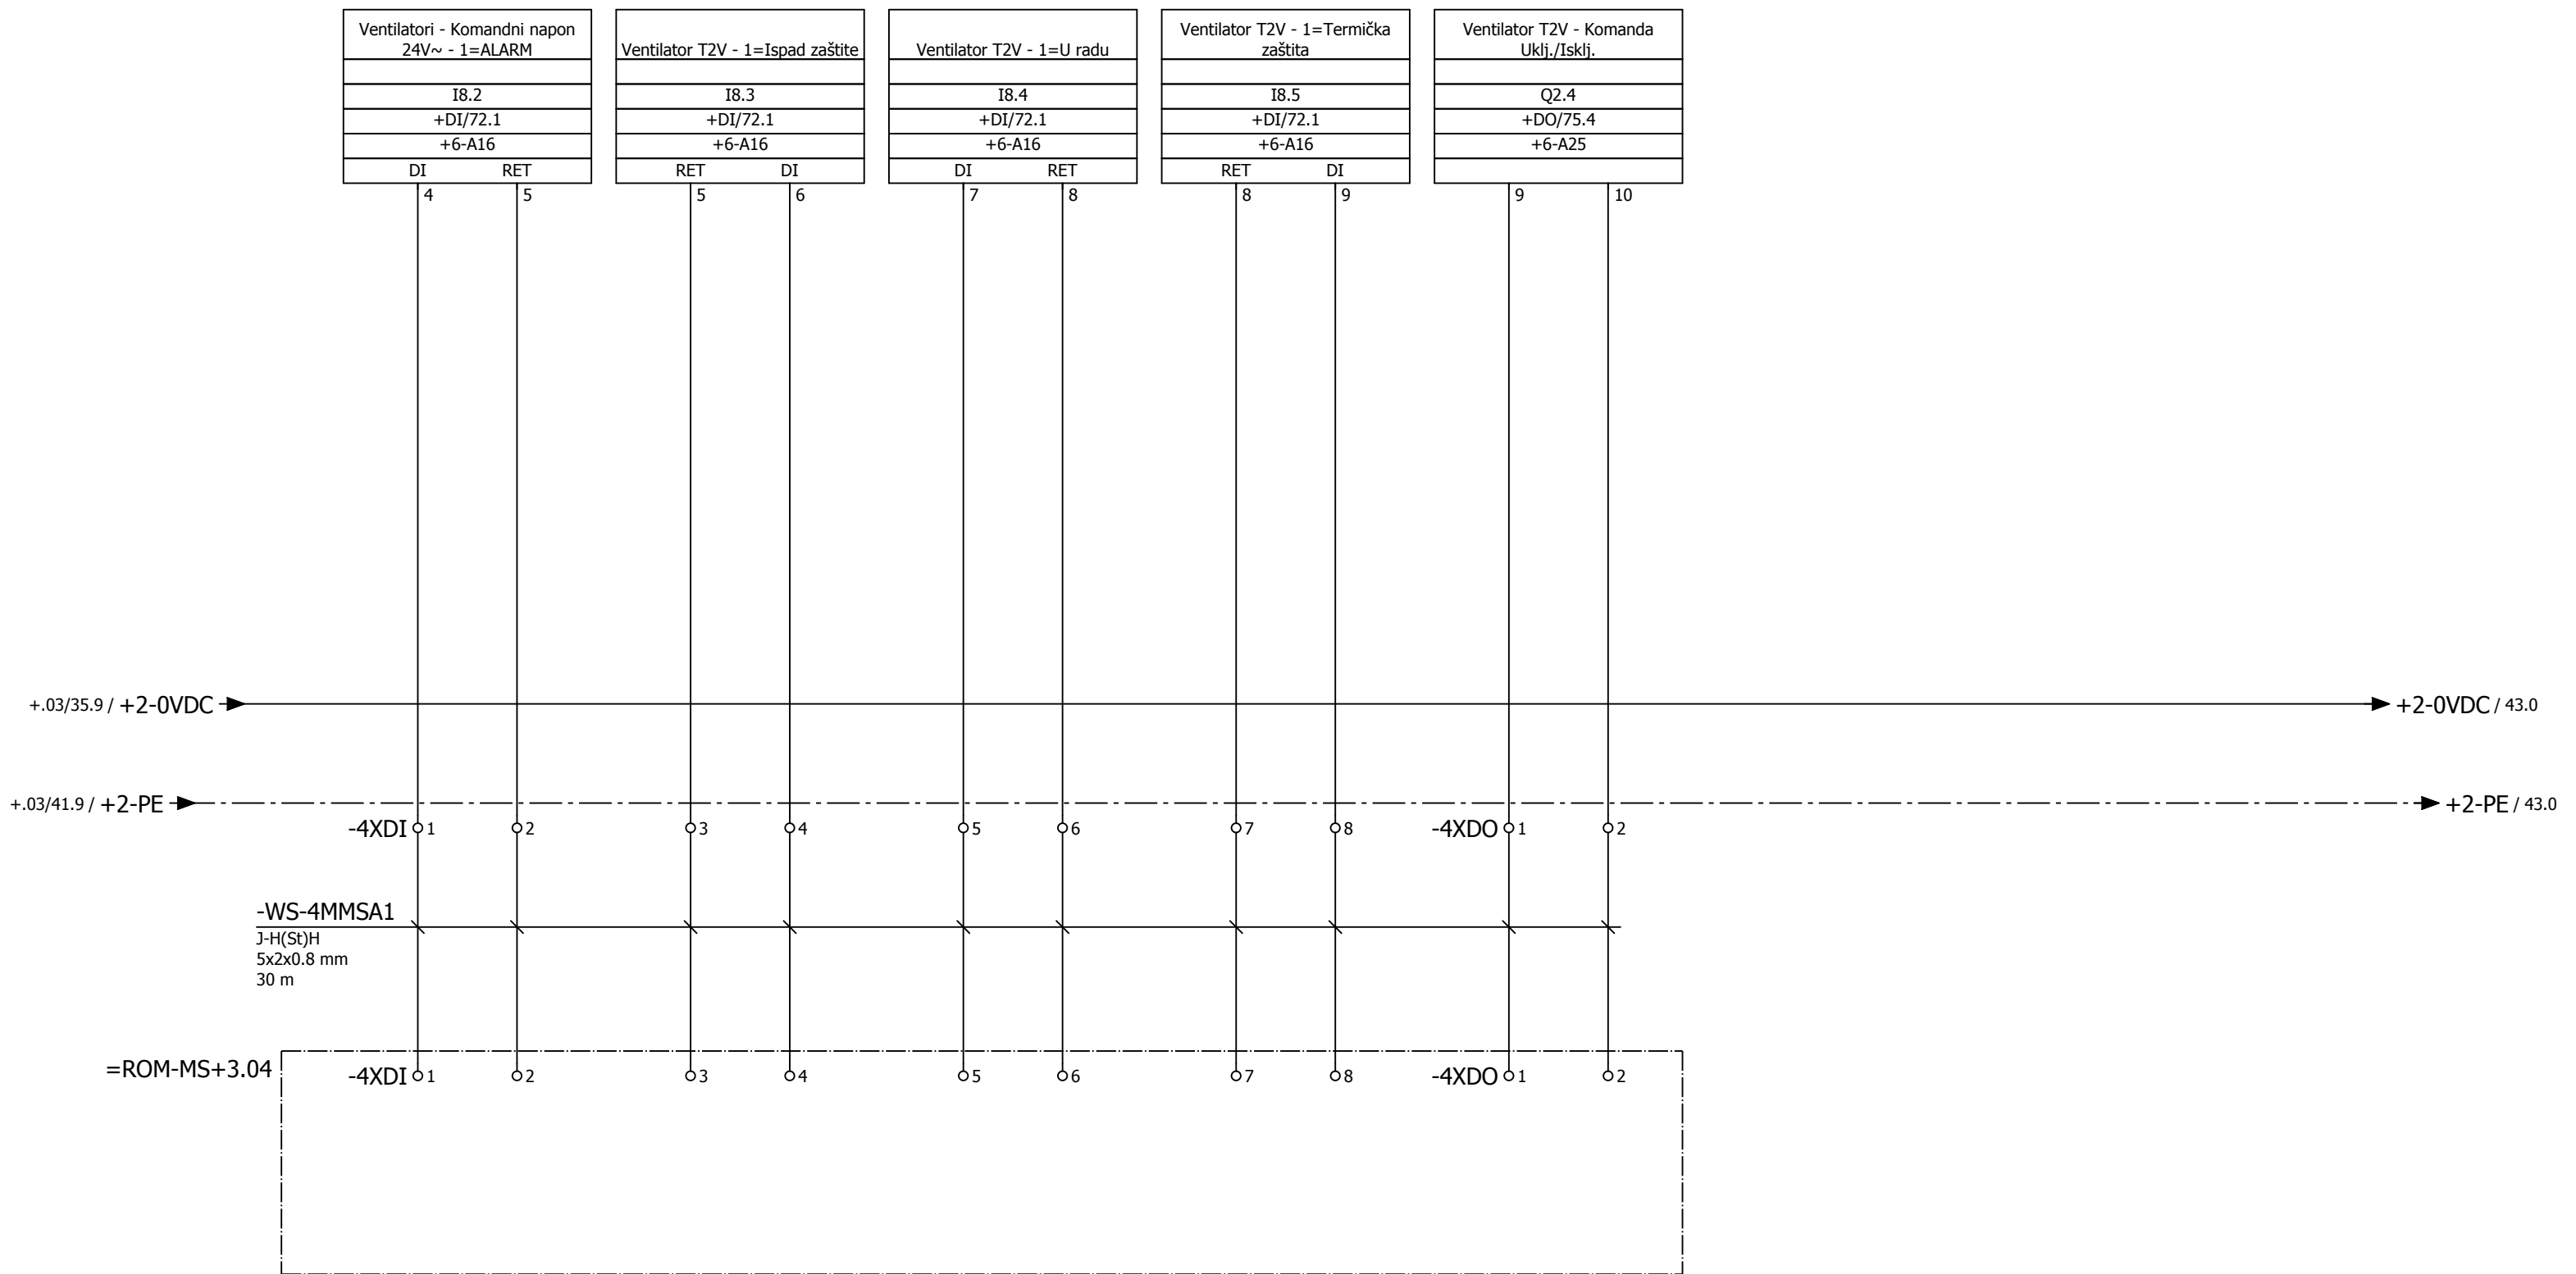 Ventilatori - Komandni napon
24V~ - 1=ALARM
I8.2
+DI/72.1
+6-A16
DI RET
4 5
Ventilator T2V - 1=Ispad zaštite
I8.3
+DI/72.1
+6-A16
RET DI
5 6
Ventilator T2V - 1=U radu
I8.4
+DI/72.1
+6-A16
DI RET
7 8
Ventilator T2V - 1=Termička
zaštita
I8.5
+DI/72.1
+6-A16
RET DI
8 9
Ventilator T2V - Komanda
Uklj./Isklj.
Q2.4
+DO/75.4
+6-A25
9 10
+.03/35.9 / +2-0VDC +2-0VDC / 43.0
+.03/41.9 / +2-PE +2-PE / 43.0
-4XDI 1 2 3 4 5 6 7 8 -4XDO 1 2
-WS-4MMSA1
J-H(St)H
5x2x0.8 mm
30 m
=ROM-MS+3.04
-4XDI 1 2 3 4 5 6 7 8 -4XDO 1 2